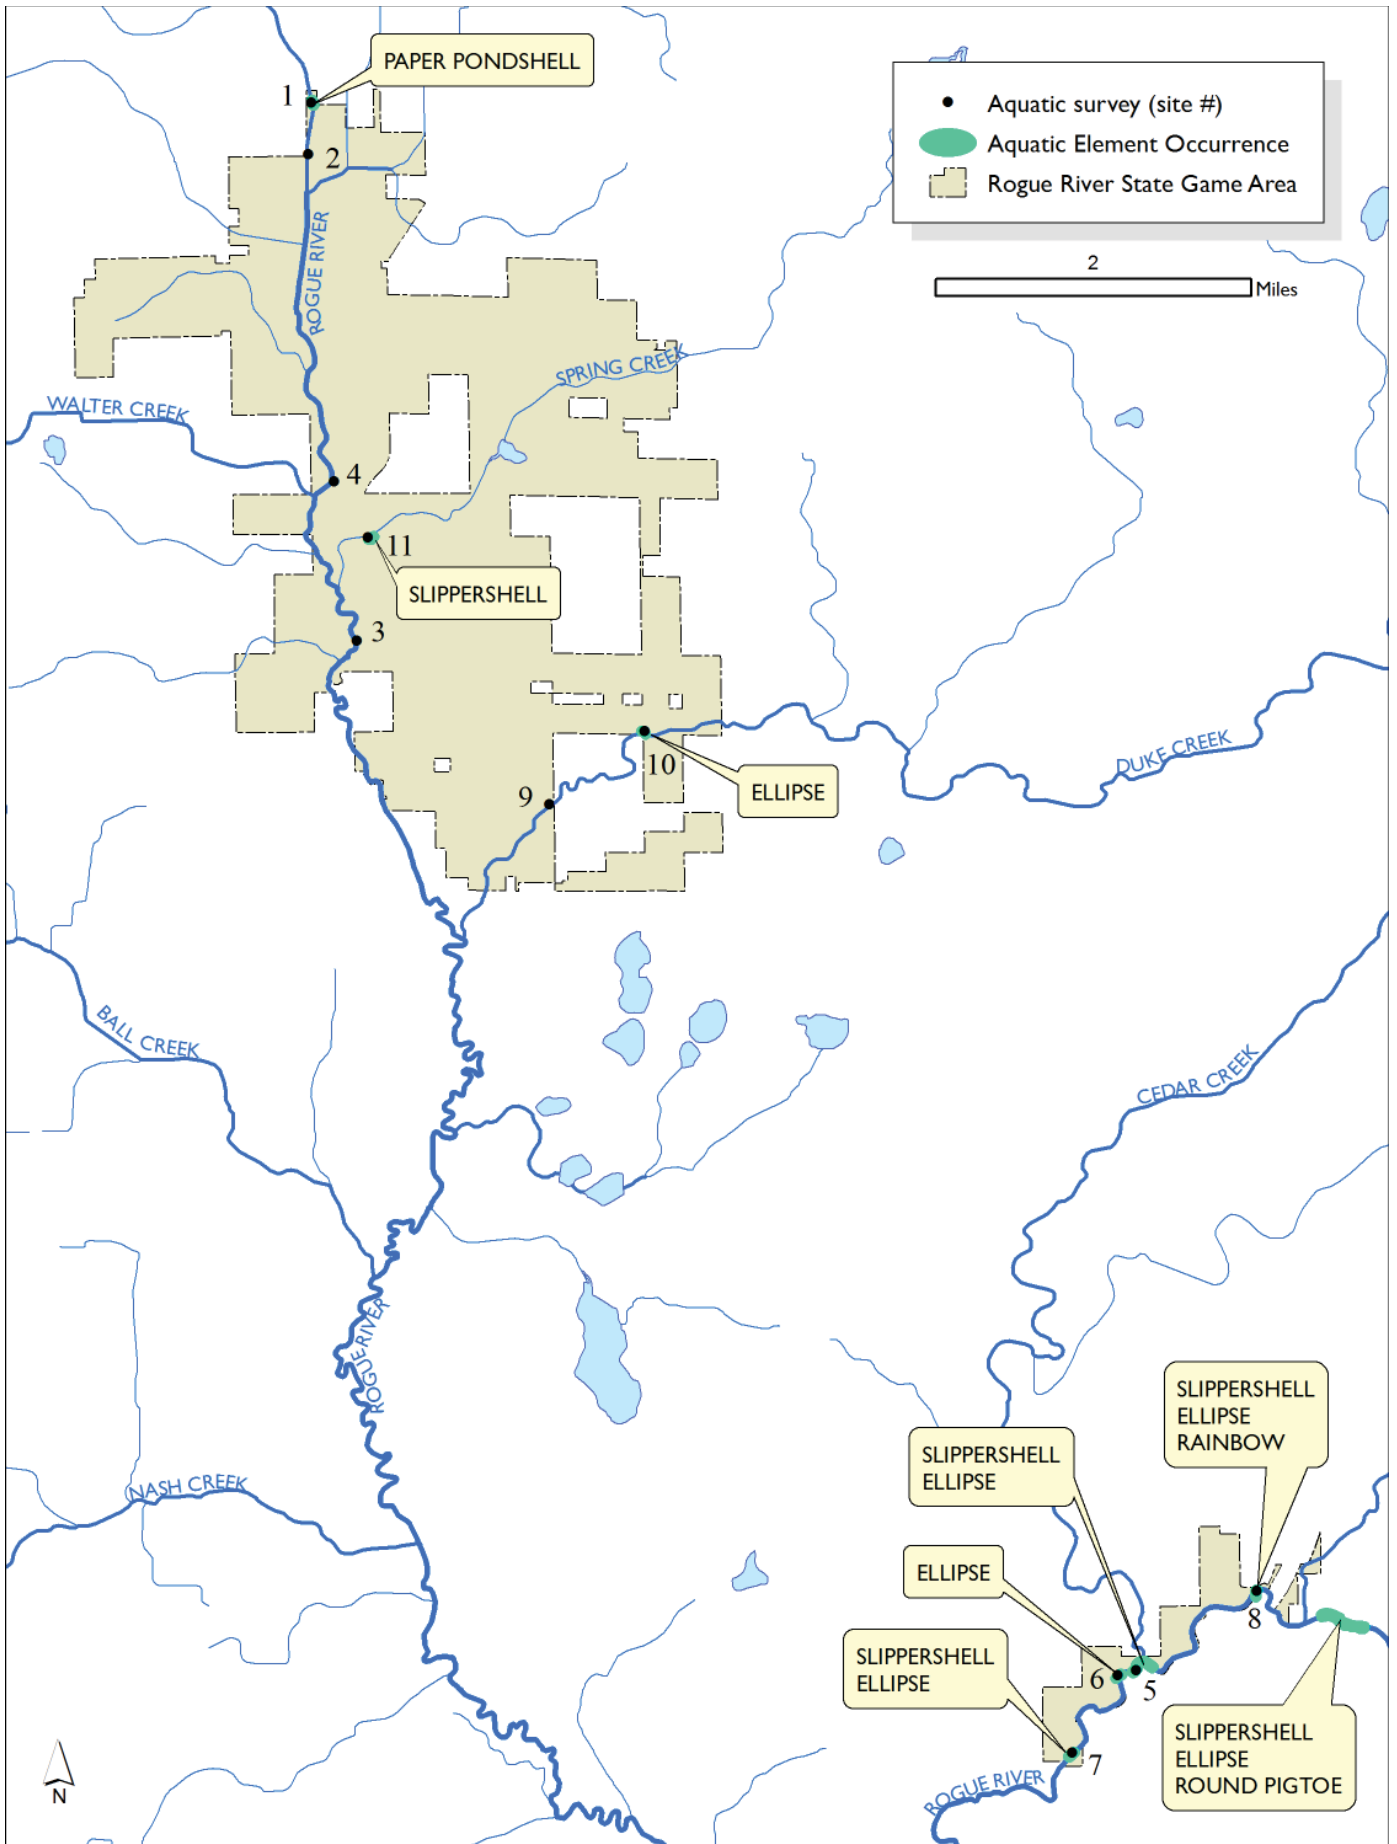 PAPER PONDSHELL
1
2
Aquatic survey (site #)
Aquatic Element Occurrence
Rogue River State Game Area
2
Miles
ROGUE RIVER
SPRING CREEK
WALTER CREEK
4
11
SLIPPERSHELL
3
10
ELLIPSE
DUKE CREEK
9
BALL CREEK
CEDAR CREEK
ROGUE RIVER
NASH CREEK
SLIPPERSHELL
ELLIPSE
RAINBOW
SLIPPERSHELL
ELLIPSE
ELLIPSE
8
SLIPPERSHELL
ELLIPSE
6
5
SLIPPERSHELL
ELLIPSE
ROUND PIGTOE
7
ROGUE RIVER
N